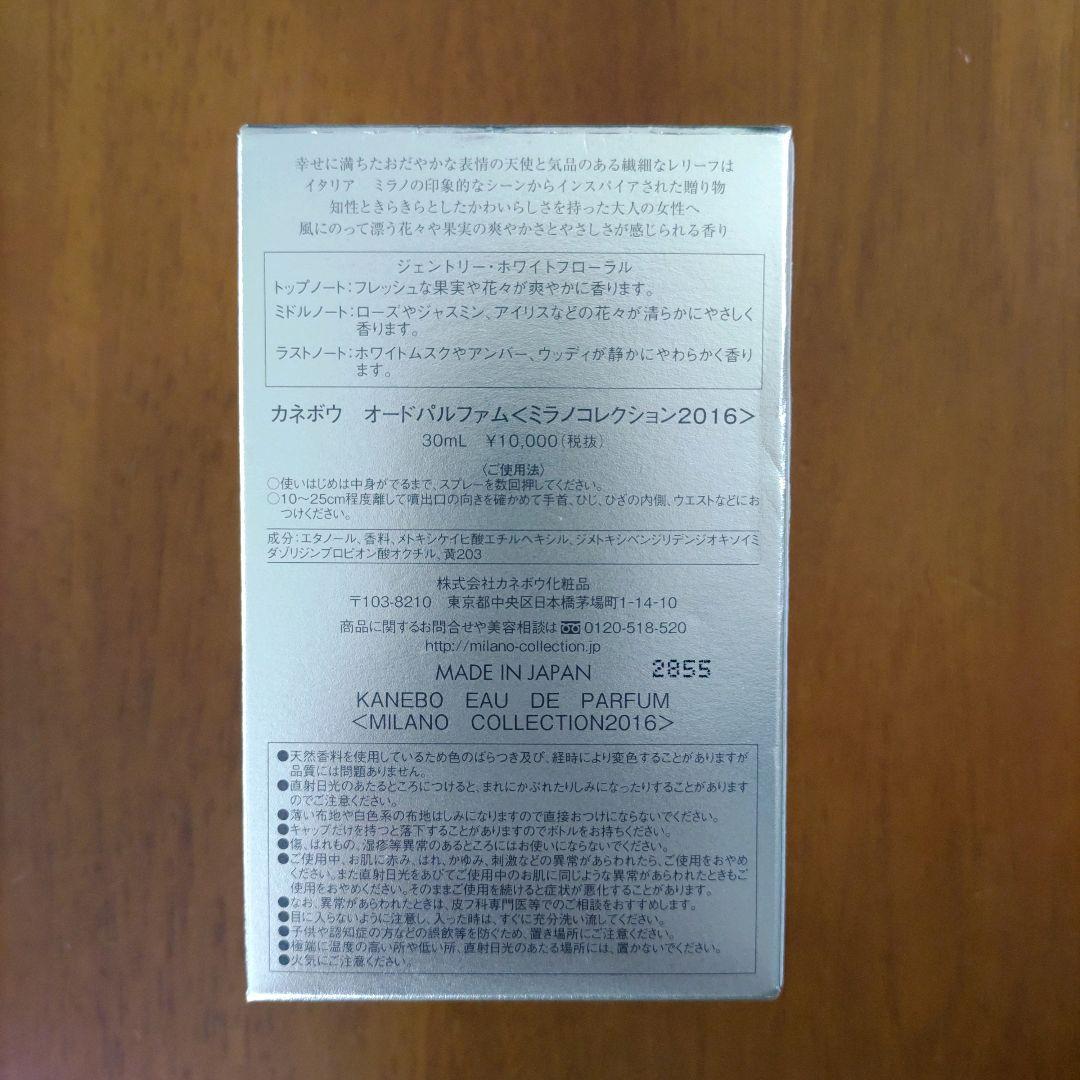 幸せに満ちたおだやかな表情の天使と気品のある繊細なレリーフは
イタリア　ミラノの印象的なシーンからインスパイアされた贈り物
知性ときらきらとしたかわいらしさを持った大人の女性へ
風にのって漂う花々や果実の爽やかさとやさしさが感じられる香り
ジェントリー・ホワイトフローラル
トップノート:フレッシュな果実や花々が爽やかに香ります。
ミドルノート:ローズやジャスミン、アイリスなどの花々が清らかにやさしく
香ります。
ラストノート:ホワイトムスクやアンバー、ウッディが静かにやわらかく香り
ます。
カネボウ　オードパルファム<ミラノコレクション2016>
30mL　¥10,000(税抜)
〈ご使用法〉
○使いはじめは中身がでるまで、スプレーを数回押してください。
○10〜25cm程度離して噴出口の向きを確かめて手首、ひじ、ひざの内側、ウエストなどにお
つけください。
成分:エタノール、香料、メトキシケイヒ酸エチルヘキシル、ジメトキシベンジリデンジオキソイミ
ダゾリジンプロピオン酸オクチル、黄203
株式会社カネボウ化粧品
〒103-8210　東京都中央区日本橋茅場町1-14-10
商品に関するお問合せや美容相談は 0120-518-520
http://milano-collection.jp
MADE IN JAPAN　2855
KANEBO　EAU　DE　PARFUM
<MILANO　COLLECTION2016>
●天然香料を使用しているため色のばらつき及び、経時により変色することがありますが
品質には問題ありません。
●直射日光のあたるところにつけると、まれにかぶれたりしみになったりすることがあります
のでご注意ください。
●薄い布地や白色系の布地はしみになりますので直接おつけにならないでください。
●キャップだけを持つと落下することがありますのでボトルをお持ちください。
●傷、はれもの、湿疹等異常のあるところにはお使いにならないでください。
●ご使用中、お肌に赤み、はれ、かゆみ、刺激などの異常があらわれたら、ご使用をおやめ
ください。また直射日光をあびてご使用中のお肌に同じような異常があらわれたときもご
使用をおやめください。そのままご使用を続けると症状が悪化することがあります。
●なお、異常があらわれたときは、皮フ科専門医等でのご相談をおすすめします。
●目に入らないように注意し、入った時は、すぐに充分洗い流してください。
●子供や認知症の方などの誤飲等を防ぐため、置き場所にご注意ください。
●極端に温度の高い所や低い所、直射日光のあたる場所には、置かないでください。
●火気にご注意ください。